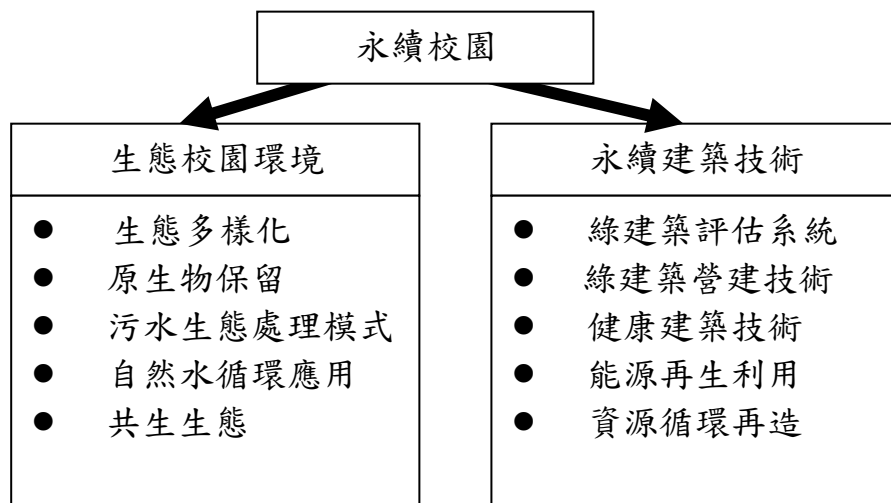 永續校園
生態校園環境
● 生態多樣化
● 原生物保留
● 污水生態處理模式
● 自然水循環應用
● 共生生態
永續建築技術
● 綠建築評估系統
● 綠建築營建技術
● 健康建築技術
● 能源再生利用
● 資源循環再造